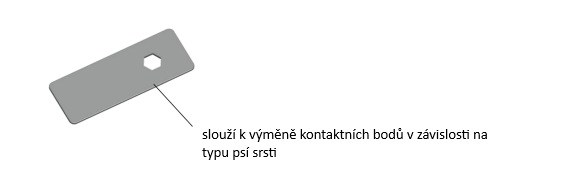 slouží k výměně kontaktních bodů v závislosti na
typu psí srsti